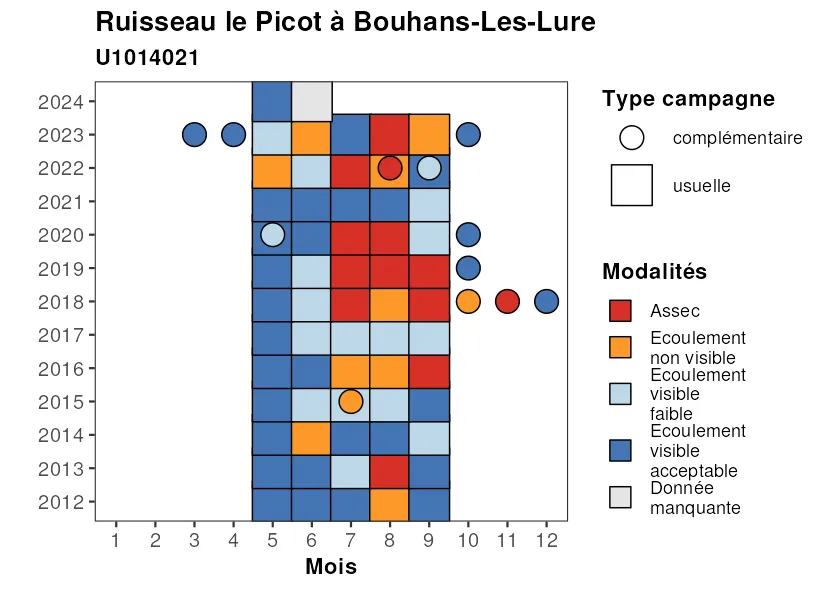 Ruisseau le Picot à Bouhans-Les-Lure
U1014021
2024
2023
2022
2021
2020
2019
2018
2017
2016
2015
2014
2013
2012
1 2 3 4 5 6 7 8 9 10 11 12
Mois
Type campagne
complémentaire
usuelle
Modalités
Assec
Ecoulement
non visible
Ecoulement
visible
faible
Ecoulement
visible
acceptable
Donnée
manquante